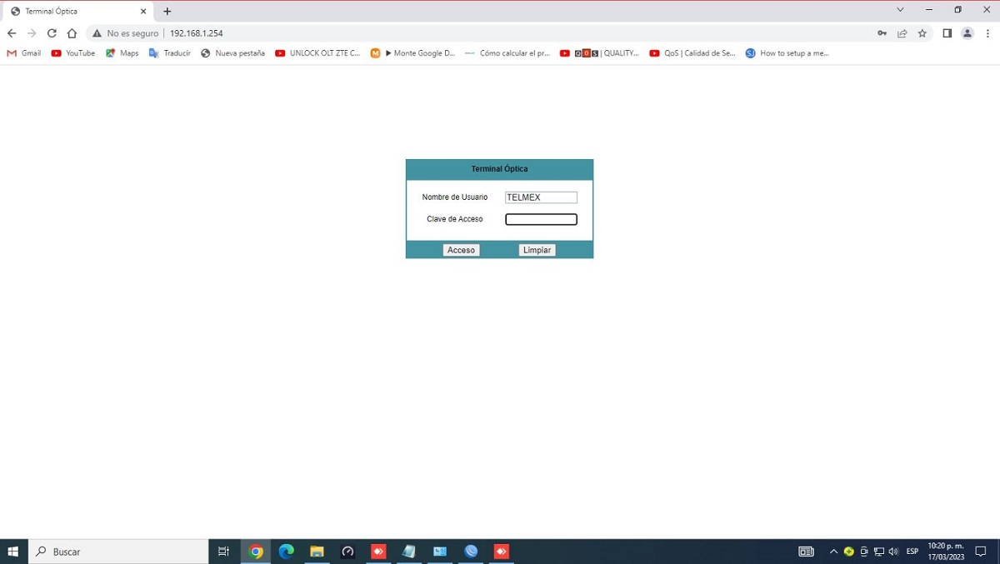 Terminal Óptica
No es seguro 192.168.1.254
Gmail YouTube Maps Traducir Nueva pestaña UNLOCK OLT ZTE C... Monte Google D... Cómo calcular el pr... QOS | QUALITY... QoS | Calidad de Se... How to setup a me...
Terminal Óptica
Nombre de Usuario TELMEX
Clave de Acceso
Acceso Limpiar
Buscar
ESP
10:20 p. m.
17/03/2023